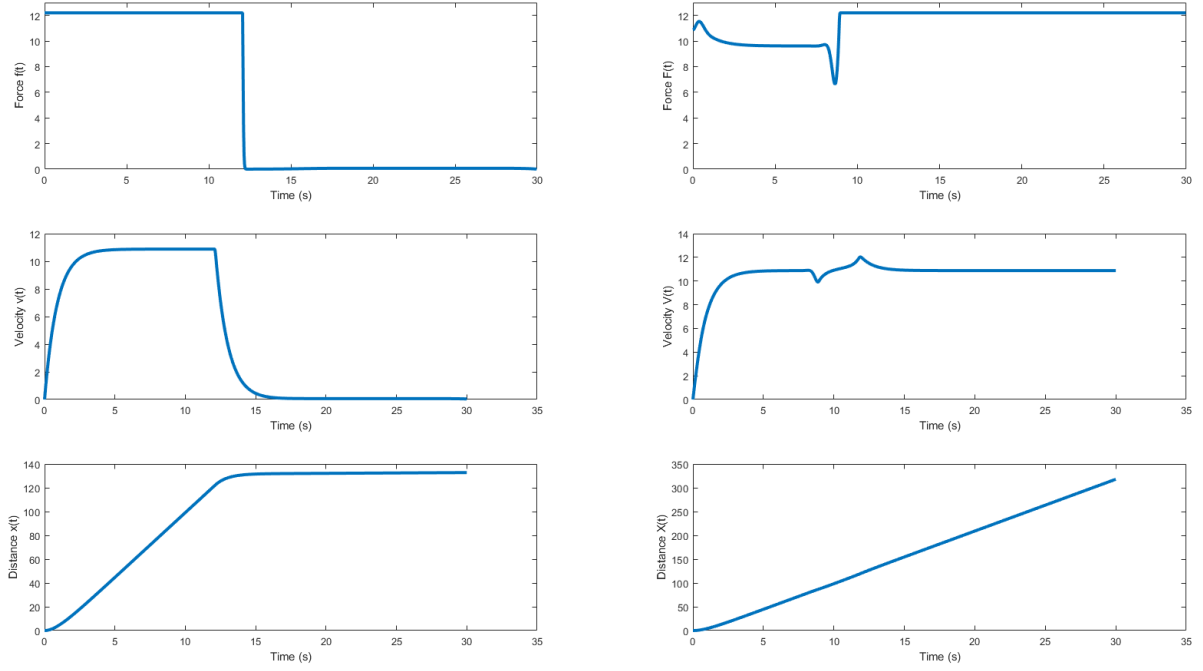 Force f(t)
12
10
8
6
4
2
0
0 5 10 15 20 25 30
Time (s)
Force F(t)
12
10
8
6
4
2
0
0 5 10 15 20 25 30
Time (s)
Velocity v(t)
12
10
8
6
4
2
0
0 5 10 15 20 25 30 35
Time (s)
Velocity V(t)
14
12
10
8
6
4
2
0
0 5 10 15 20 25 30 35
Time (s)
Distance x(t)
140
120
100
80
60
40
20
0
0 5 10 15 20 25 30 35
Time (s)
Distance X(t)
350
300
250
200
150
100
50
0
0 5 10 15 20 25 30 35
Time (s)